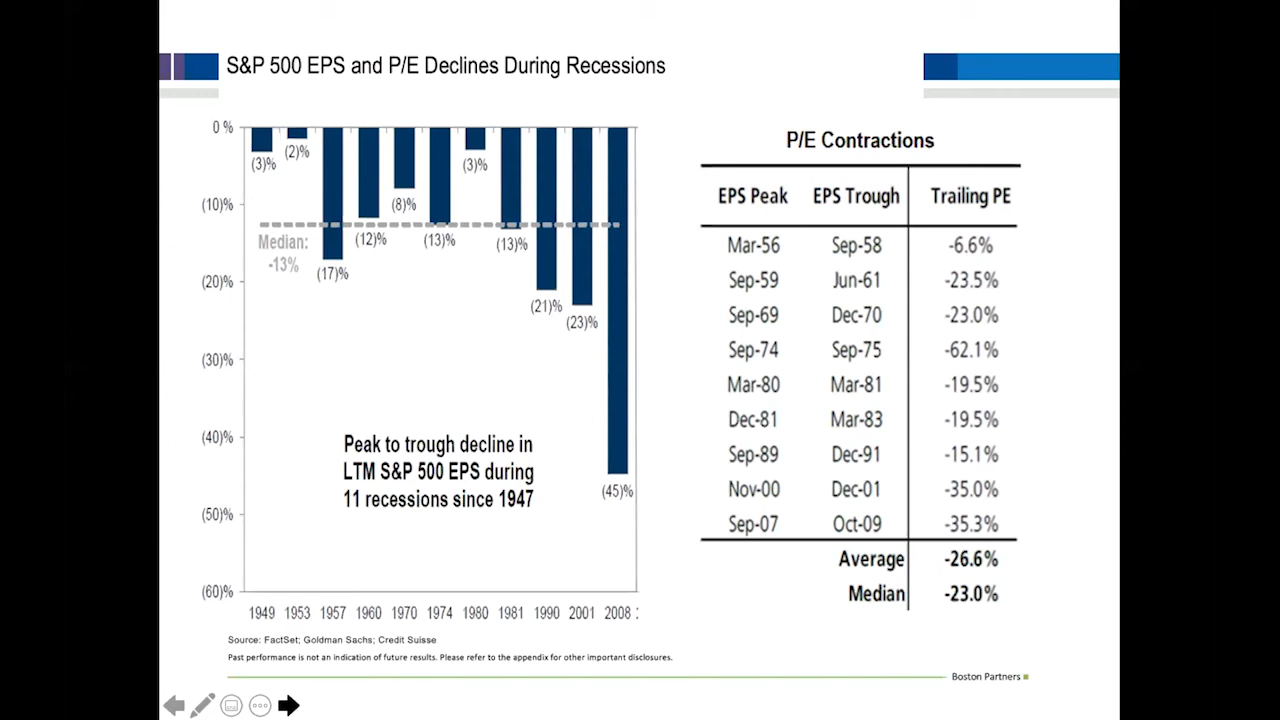 S&P 500 EPS and P/E Declines During Recessions
0 %
(10)%
(20)%
(30)%
(40)%
(50)%
(60)%
(3)%
(2)%
(17)%
(12)%
(8)%
(13)%
(3)%
(13)%
(21)%
(23)%
(45)%
Median:
-13%
Peak to trough decline in
LTM S&P 500 EPS during
11 recessions since 1947
1949 1953 1957 1960 1970 1974 1980 1981 1990 2001 2008 :
P/E Contractions
EPS Peak EPS Trough Trailing PE
Mar-56 Sep-58 -6.6%
Sep-59 Jun-61 -23.5%
Sep-69 Dec-70 -23.0%
Sep-74 Sep-75 -62.1%
Mar-80 Mar-81 -19.5%
Dec-81 Mar-83 -19.5%
Sep-89 Dec-91 -15.1%
Nov-00 Dec-01 -35.0%
Sep-07 Oct-09 -35.3%
Average -26.6%
Median -23.0%
Source: FactSet; Goldman Sachs; Credit Suisse
Past performance is not an indication of future results. Please refer to the appendix for other important disclosures.
Boston Partners